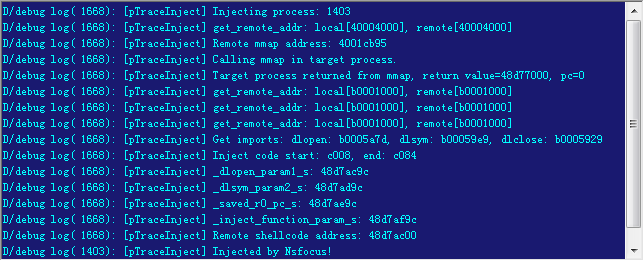 D/debug log( 1668): [pTraceInject] Injecting process: 1403
D/debug log( 1668): [pTraceInject] get_remote_addr: local[40004000], remote[40004000]
D/debug log( 1668): [pTraceInject] Remote mmap address: 4001cb95
D/debug log( 1668): [pTraceInject] Calling mmap in target process.
D/debug log( 1668): [pTraceInject] Target process returned from mmap, return value=48d77000, pc=0
D/debug log( 1668): [pTraceInject] get_remote_addr: local[b0001000], remote[b0001000]
D/debug log( 1668): [pTraceInject] get_remote_addr: local[b0001000], remote[b0001000]
D/debug log( 1668): [pTraceInject] get_remote_addr: local[b0001000], remote[b0001000]
D/debug log( 1668): [pTraceInject] Get imports: dlopen: b0005a7d, dlsym: b00059e9, dlclose: b0005929
D/debug log( 1668): [pTraceInject] Inject code start: c008, end: c084
D/debug log( 1668): [pTraceInject] _dlopen_param1_s: 48d7ac9c
D/debug log( 1668): [pTraceInject] _dlsym_param2_s: 48d7ad9c
D/debug log( 1668): [pTraceInject] _saved_r0_pc_s: 48d7ae9c
D/debug log( 1668): [pTraceInject] _inject_function_param_s: 48d7af9c
D/debug log( 1668): [pTraceInject] Remote shellcode address: 48d7ac00
D/debug log( 1403): [pTraceInject] Injected by Nsfocus!